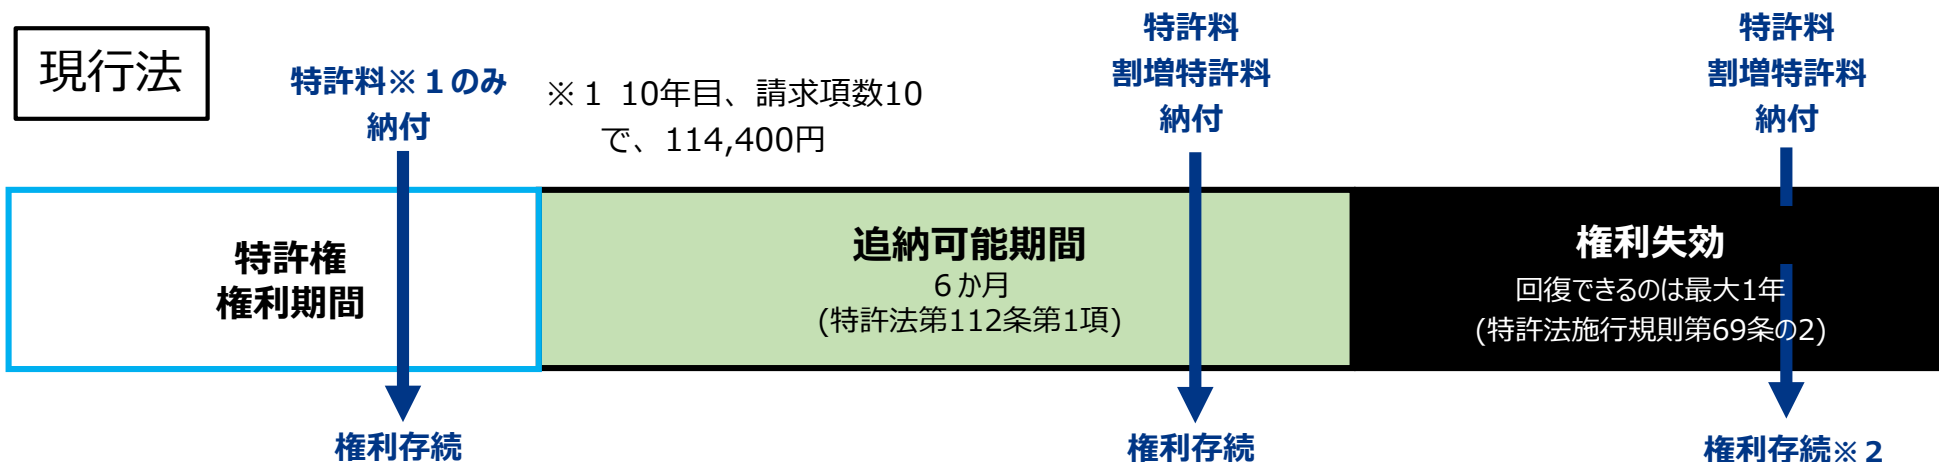 現行法
特許料※１のみ
納付
※１ 10年目、請求項数10
で、114,400円
特許料
割増特許料
納付
特許料
割増特許料
納付
特許権
権利期間
追納可能期間
６か月
(特許法第112条第1項)
権利失効
回復できるのは最大1年
(特許法施行規則第69条の2)
権利存続
権利存続
権利存続※２